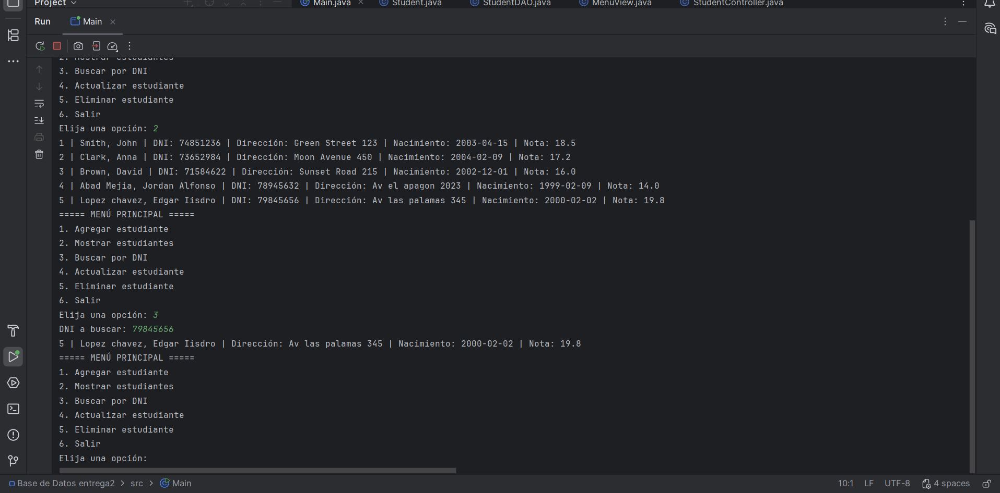 Project
Main.java
Student.java
StudentDAO.java
MenuView.java
StudentController.java
Run
Main
2. Mostrar estudiantes
3. Buscar por DNI
4. Actualizar estudiante
5. Eliminar estudiante
6. Salir
Elija una opción: 2
1 | Smith, John | DNI: 74851236 | Dirección: Green Street 123 | Nacimiento: 2003-04-15 | Nota: 18.5
2 | Clark, Anna | DNI: 73652984 | Dirección: Moon Avenue 450 | Nacimiento: 2004-02-09 | Nota: 17.2
3 | Brown, David | DNI: 71584622 | Dirección: Sunset Road 215 | Nacimiento: 2002-12-01 | Nota: 16.0
4 | Abad Mejia, Jordan Alfonso | DNI: 78945632 | Dirección: Av el apagon 2023 | Nacimiento: 1999-02-09 | Nota: 14.0
5 | Lopez chavez, Edgar Iisdro | DNI: 79845656 | Dirección: Av las palamas 345 | Nacimiento: 2000-02-02 | Nota: 19.8
===== MENÚ PRINCIPAL =====
1. Agregar estudiante
2. Mostrar estudiantes
3. Buscar por DNI
4. Actualizar estudiante
5. Eliminar estudiante
6. Salir
Elija una opción: 3
DNI a buscar: 79845656
5 | Lopez chavez, Edgar Iisdro | Dirección: Av las palamas 345 | Nacimiento: 2000-02-02 | Nota: 19.8
===== MENÚ PRINCIPAL =====
1. Agregar estudiante
2. Mostrar estudiantes
3. Buscar por DNI
4. Actualizar estudiante
5. Eliminar estudiante
6. Salir
Elija una opción:
Base de Datos entrega2 > src > Main
10:1 LF UTF-8 4 spaces